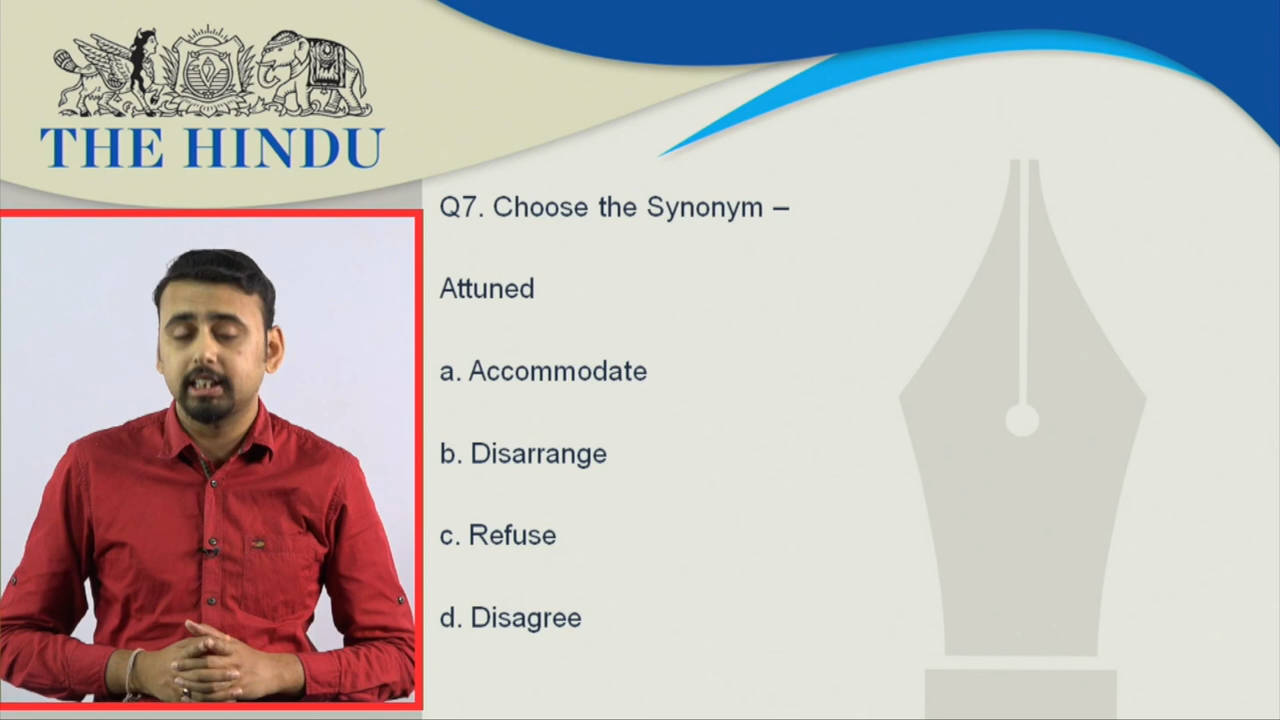 THE HINDU
Q7. Choose the Synonym –
Attuned
a. Accommodate
b. Disarrange
c. Refuse
d. Disagree